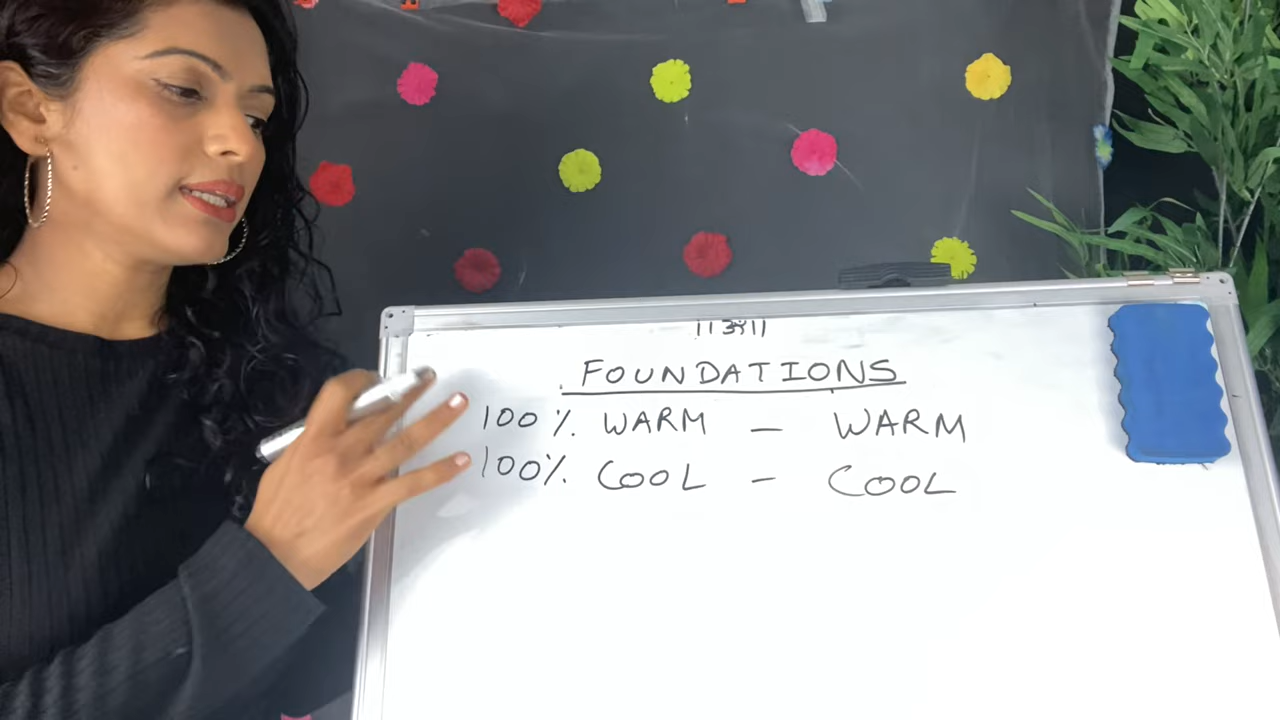 ॥ॐ॥
FOUNDATIONS
100% WARM - WARM
100% COOL - COOL